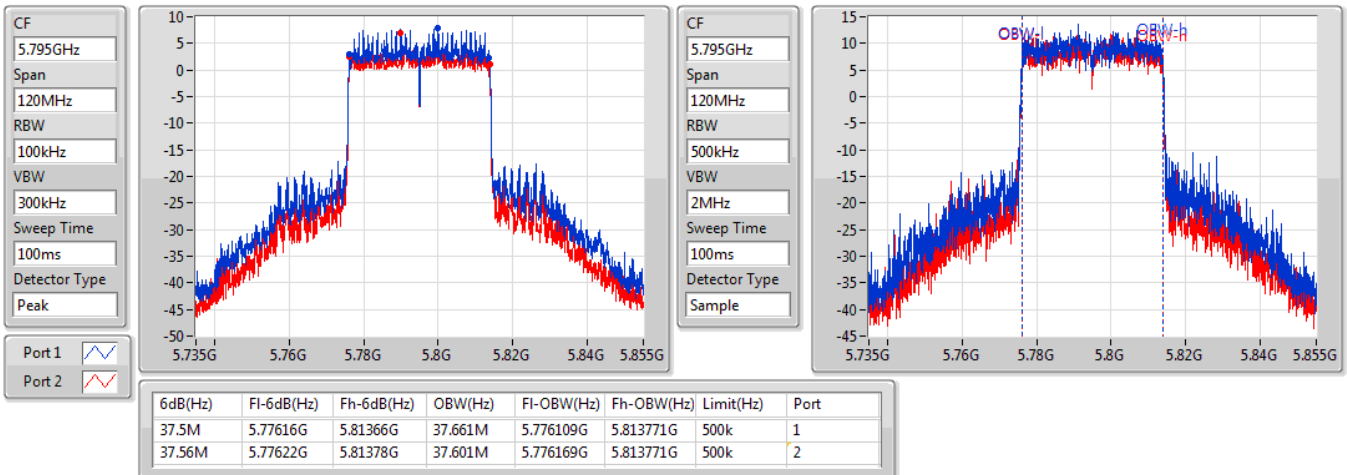 CF
5.795GHz
Span
120MHz
RBW
100kHz
VBW
300kHz
Sweep Time
100ms
Detector Type
Peak
Port 1
Port 2
10
5
0
-5
-10
-15
-20
-25
-30
-35
-40
-45
-50
5.735G 5.76G 5.78G 5.8G 5.82G 5.84G 5.855G
CF
5.795GHz
Span
120MHz
RBW
500kHz
VBW
2MHz
Sweep Time
100ms
Detector Type
Sample
15
10
5
0
-5
-10
-15
-20
-25
-30
-35
-40
-45
OBW-l OBW-h
OBW-h
5.735G 5.76G 5.78G 5.8G 5.82G 5.84G 5.855G
6dB(Hz) Fl-6dB(Hz) Fh-6dB(Hz) OBW(Hz) Fl-OBW(Hz) Fh-OBW(Hz) Limit(Hz) Port
37.5M 5.77616G 5.81366G 37.661M 5.776109G 5.813771G 500k 1
37.56M 5.77622G 5.81378G 37.601M 5.776169G 5.813771G 500k 2